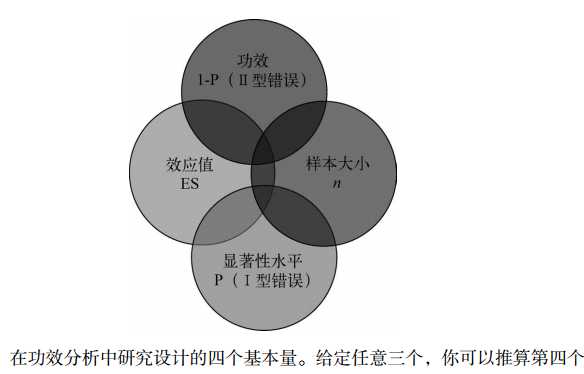 功效
1-P（Ⅱ型错误）
效应值
ES
样本大小
n
显著性水平
P（Ⅰ型错误）
在功效分析中研究设计的四个基本量。给定任意三个，你可以推算第四个